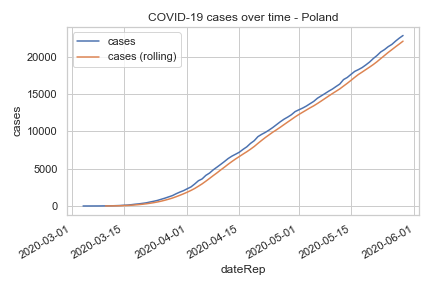 COVID-19 cases over time - Poland
cases
cases (rolling)
20000
15000
10000
5000
0
cases
2020-03-01
2020-03-15
2020-04-01
2020-04-15
2020-05-01
2020-05-15
2020-06-01
dateRep